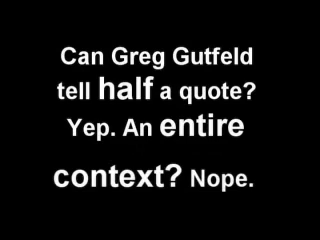 Can Greg Gutfeld
tell half a quote?
Yep. An entire
context? Nope.